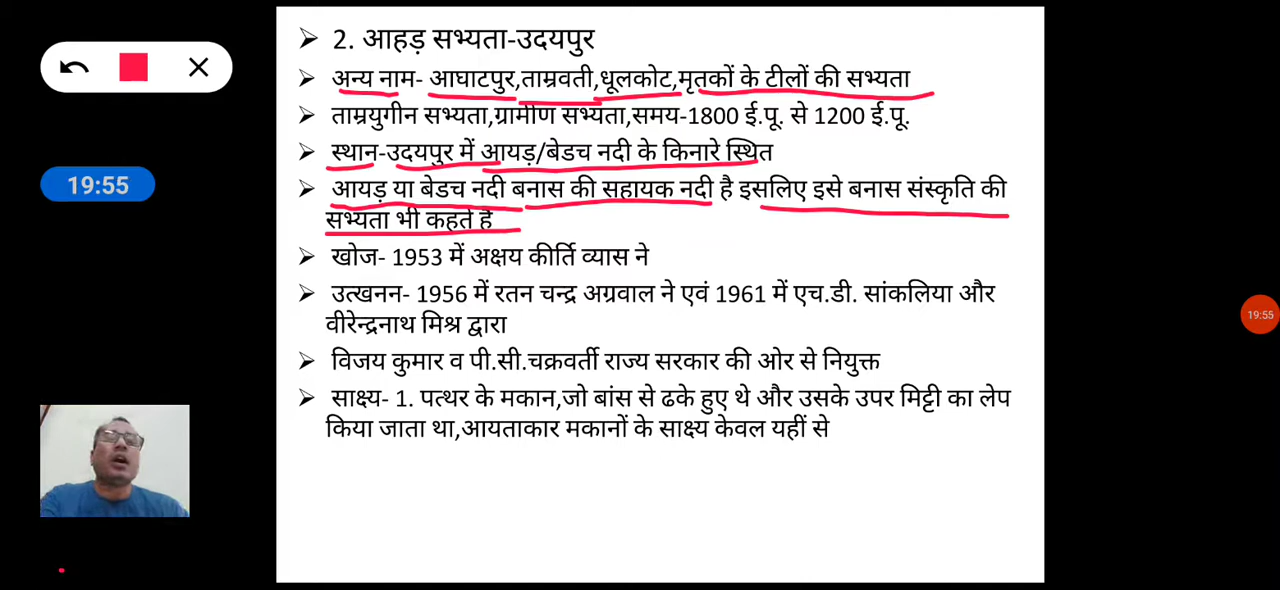 2. आहड़ सभ्यता-उदयपुर
अन्य नाम- आघाटपुर,ताम्रवती,धूलकोट,मृतकों के टीलों की सभ्यता
ताम्रयुगीन सभ्यता,ग्रामीण सभ्यता,समय-1800 ई.पू. से 1200 ई.पू.
स्थान-उदयपुर में आयड़/बेडच नदी के किनारे स्थित
आयड़ या बेडच नदी बनास की सहायक नदी है इसलिए इसे बनास संस्कृति की
सभ्यता भी कहते है
खोज- 1953 में अक्षय कीर्ति व्यास ने
उत्खनन- 1956 में रतन चन्द्र अग्रवाल ने एवं 1961 में एच.डी. सांकलिया और
वीरेन्द्रनाथ मिश्र द्वारा
विजय कुमार व पी.सी.चक्रवर्ती राज्य सरकार की ओर से नियुक्त
साक्ष्य- 1. पत्थर के मकान,जो बांस से ढके हुए थे और उसके उपर मिट्टी का लेप
किया जाता था,आयताकार मकानों के साक्ष्य केवल यहीं से
19:55
19:55